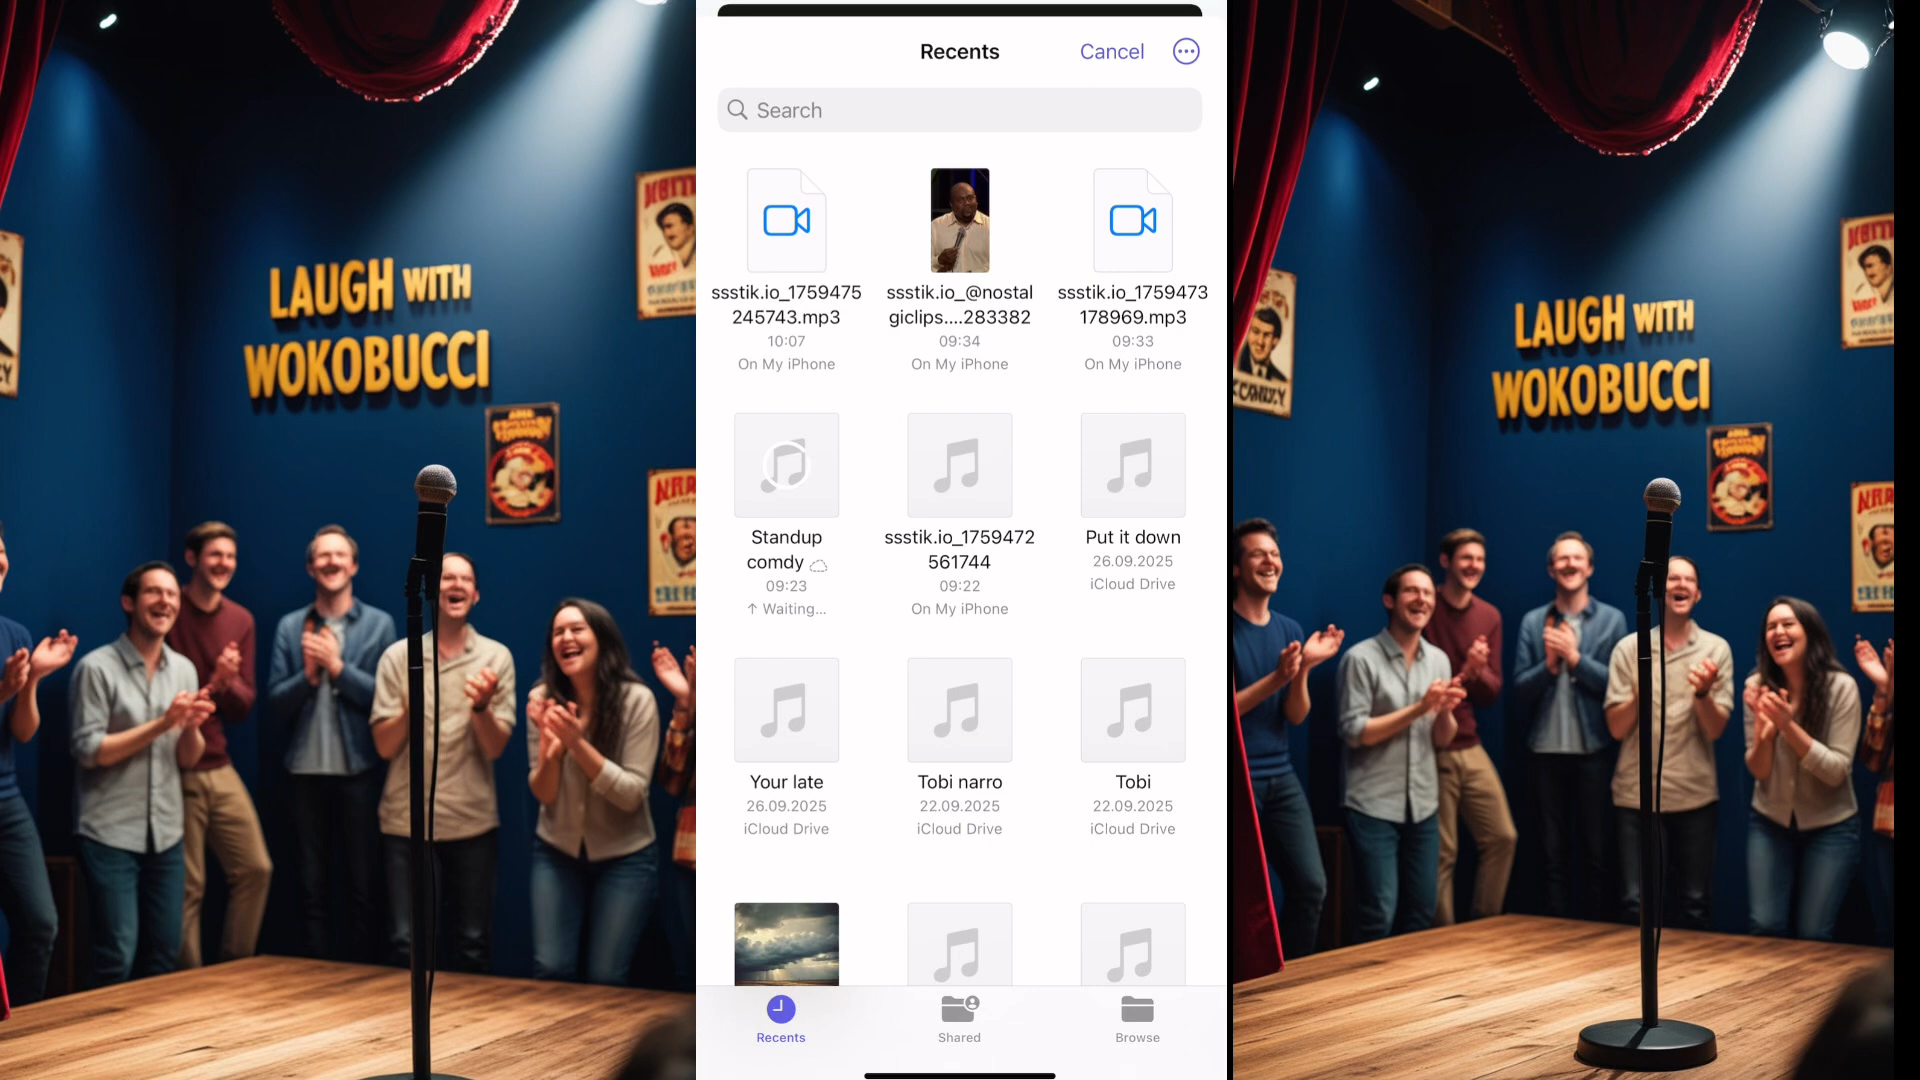 LAUGH WITH
WOKOBUCCI
Recents
Cancel
Search
ssstik.io_1759475
245743.mp3
10:07
On My iPhone
ssstik.io_@nostal
giclips....283382
09:34
On My iPhone
ssstik.io_1759473
178969.mp3
09:33
On My iPhone
Standup
comdy
09:23
↑ Waiting...
ssstik.io_1759472
561744
09:22
On My iPhone
Put it down
26.09.2025
iCloud Drive
Your late
26.09.2025
iCloud Drive
Tobi narro
22.09.2025
iCloud Drive
Tobi
22.09.2025
iCloud Drive
Recents
Shared
Browse
LAUGH WITH
WOKOBUCCI